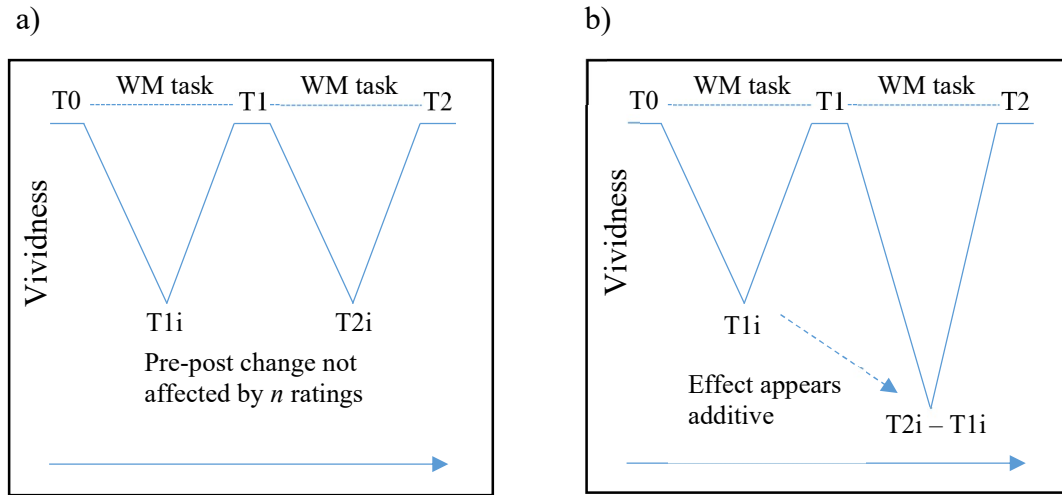 a)
WM task WM task
T0 T1 T2
Vividness
T1i T2i
Pre-post change not
affected by n ratings
b)
WM task WM task
T0 T1 T2
Vividness
T1i
Effect appears
additive
T2i – T1i